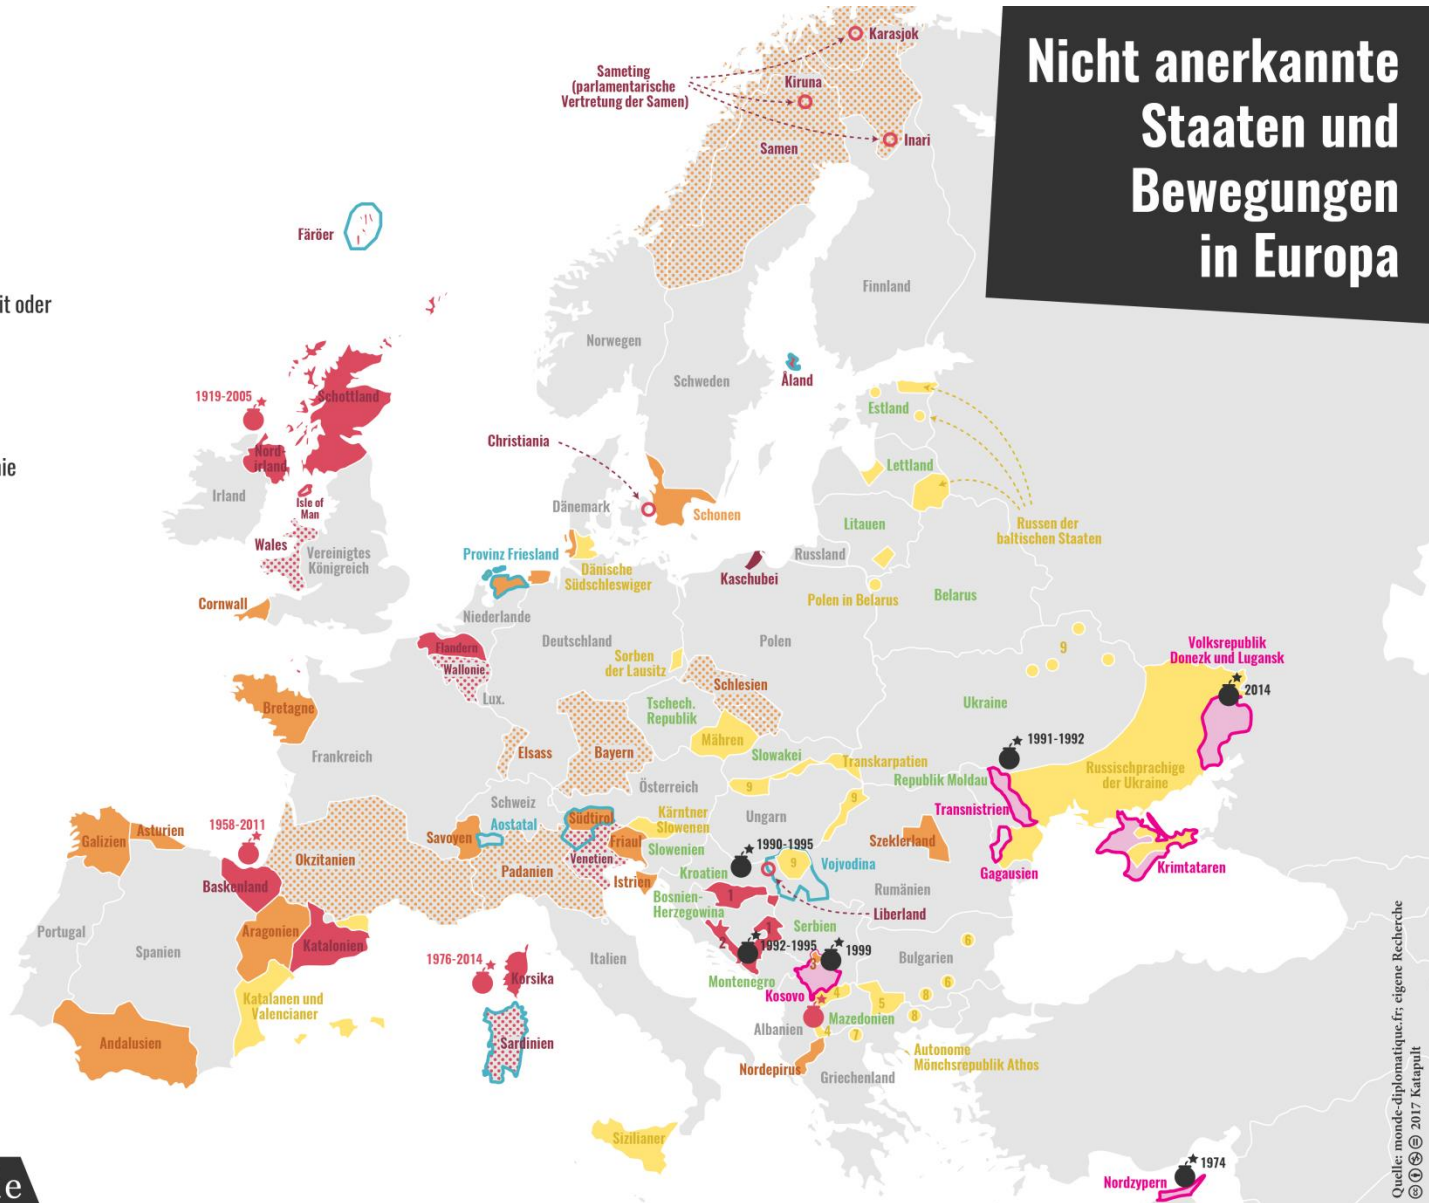 Nicht anerkannte
Staaten und
Bewegungen
in Europa
Karasjok
Sameting
(parlamentarische
Vertretung der Samen)
Kiruna
Inari
Samen
Färöer
it oder
Finnland
Norwegen
Schweden
Åland
1919-2005
Schottland
Estland
Christiania
Nord-
irland
ie
Lettland
Irland
Isle of
Man
Dänemark
Schonen
Litauen
Russen der
baltischen Staaten
Wales
Vereinigtes
Königreich
Provinz Friesland
Dänische
Südschleswiger
Kaschubei
Russland
Polen in Belarus
Belarus
Cornwall
Niederlande
Deutschland
Polen
Flandern
Wallonie
Sorben
der Lausitz
9
Volksrepublik
Donezk und Lugansk
2014
Lux.
Schlesien
Bretagne
Tschech.
Republik
Ukraine
Frankreich
Elsass
Bayern
Mähren
Slowakei
1991-1992
Transkarpatien
Russischprachige
der Ukraine
Republik Moldau
Österreich
9
9
Schweiz
Aostatal
Südtirol
Kärntner
Slowenen
Ungarn
Transnistrien
Galizien
Asturien
1958-2011
Savoyen
Friaul
Slowenien
Szeklerland
Okzitanien
Padanien
Venetien
1990-1995
Kroatien
9
Vojvodina
Gagausien
Krimtataren
Baskenland
Istrien
Bosnien-
Herzegowina
1
Rumänien
Liberland
Aragonien
Katalonien
Portugal
Spanien
Italien
2
1
1992-1995
Serbien
1999
6
Bulgarien
1976-2014
Korsika
Montenegro
3
Kosovo
4
5
6
8
Katalanen und
Valencianer
Albanien
Mazedonien
8
4
7
Andalusien
Sardinien
Nordepirus
Griechenland
Autonome
Mönchsrepublik Athos
Sizilianer
1974
Nordzypern
e
Quelle: monde-diplomatique.fr; eigene Recherche
2017 Katapult